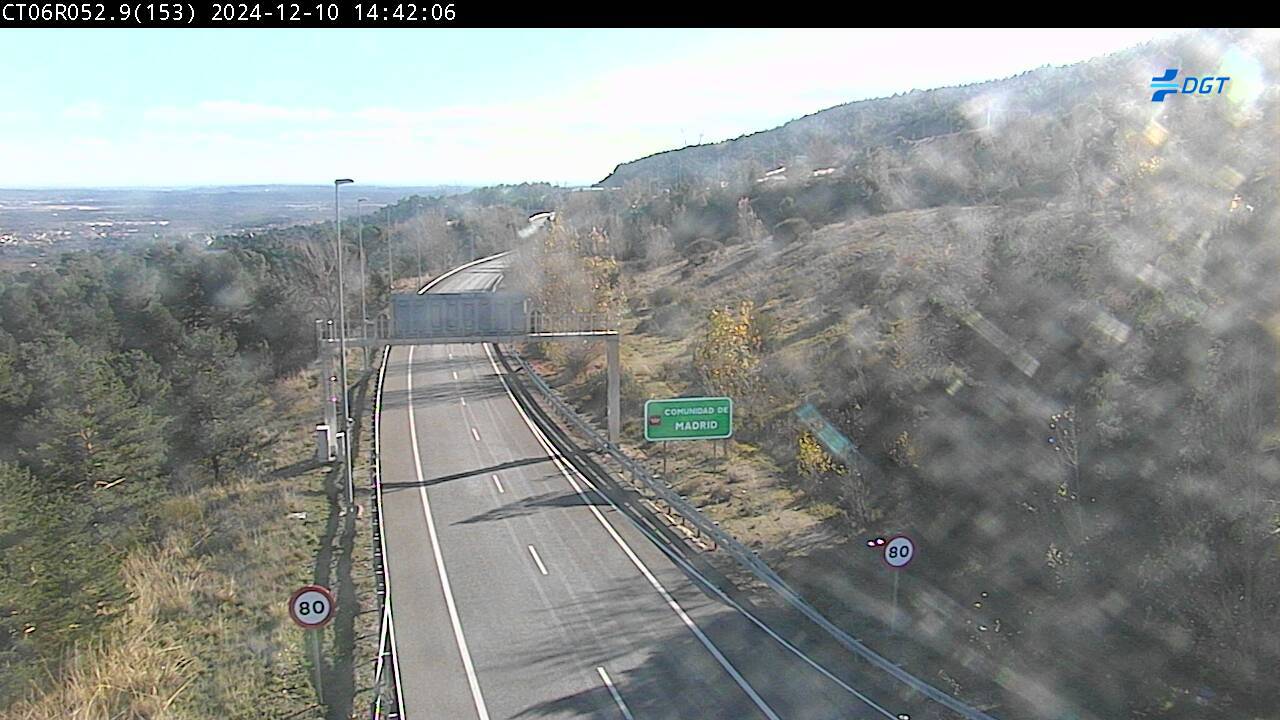 CT06R052.9(153) 2024-12-10 14:42:06
DGT
COMUNIDAD DE
MADRID
80
80